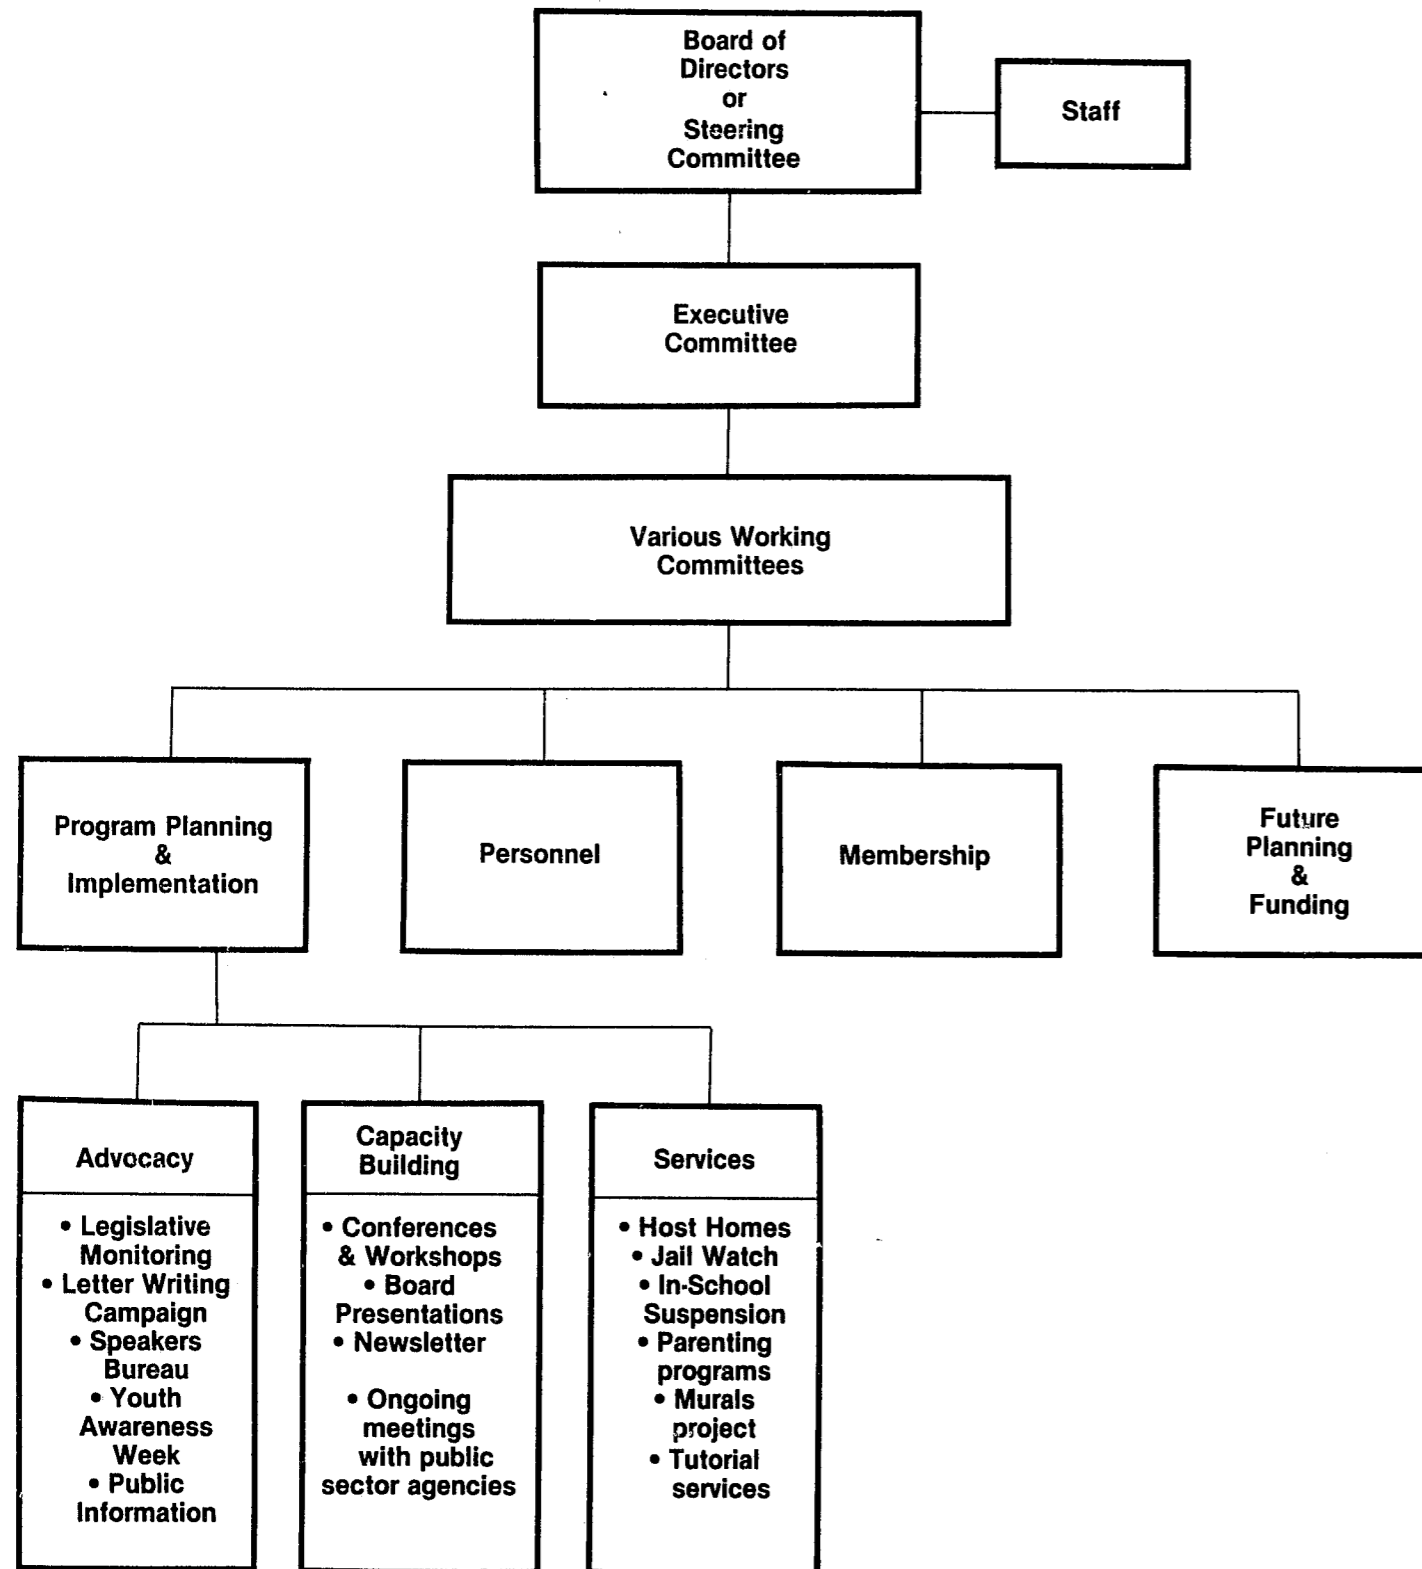 Board of
Directors
or
Steering
Committee
Staff
Executive
Committee
Various Working
Committees
Program Planning
&
Implementation
Personnel
Membership
Future
Planning
&
Funding
Advocacy
• Legislative
Monitoring
• Letter Writing
Campaign
• Speakers
Bureau
• Youth
Awareness
Week
• Public
Information
Capacity
Building
• Conferences
& Workshops
• Board
Presentations
• Newsletter
• Ongoing
meetings
with public
sector agencies
Services
• Host Homes
• Jail Watch
• In-School
Suspension
• Parenting
programs
• Murals
project
• Tutorial
services